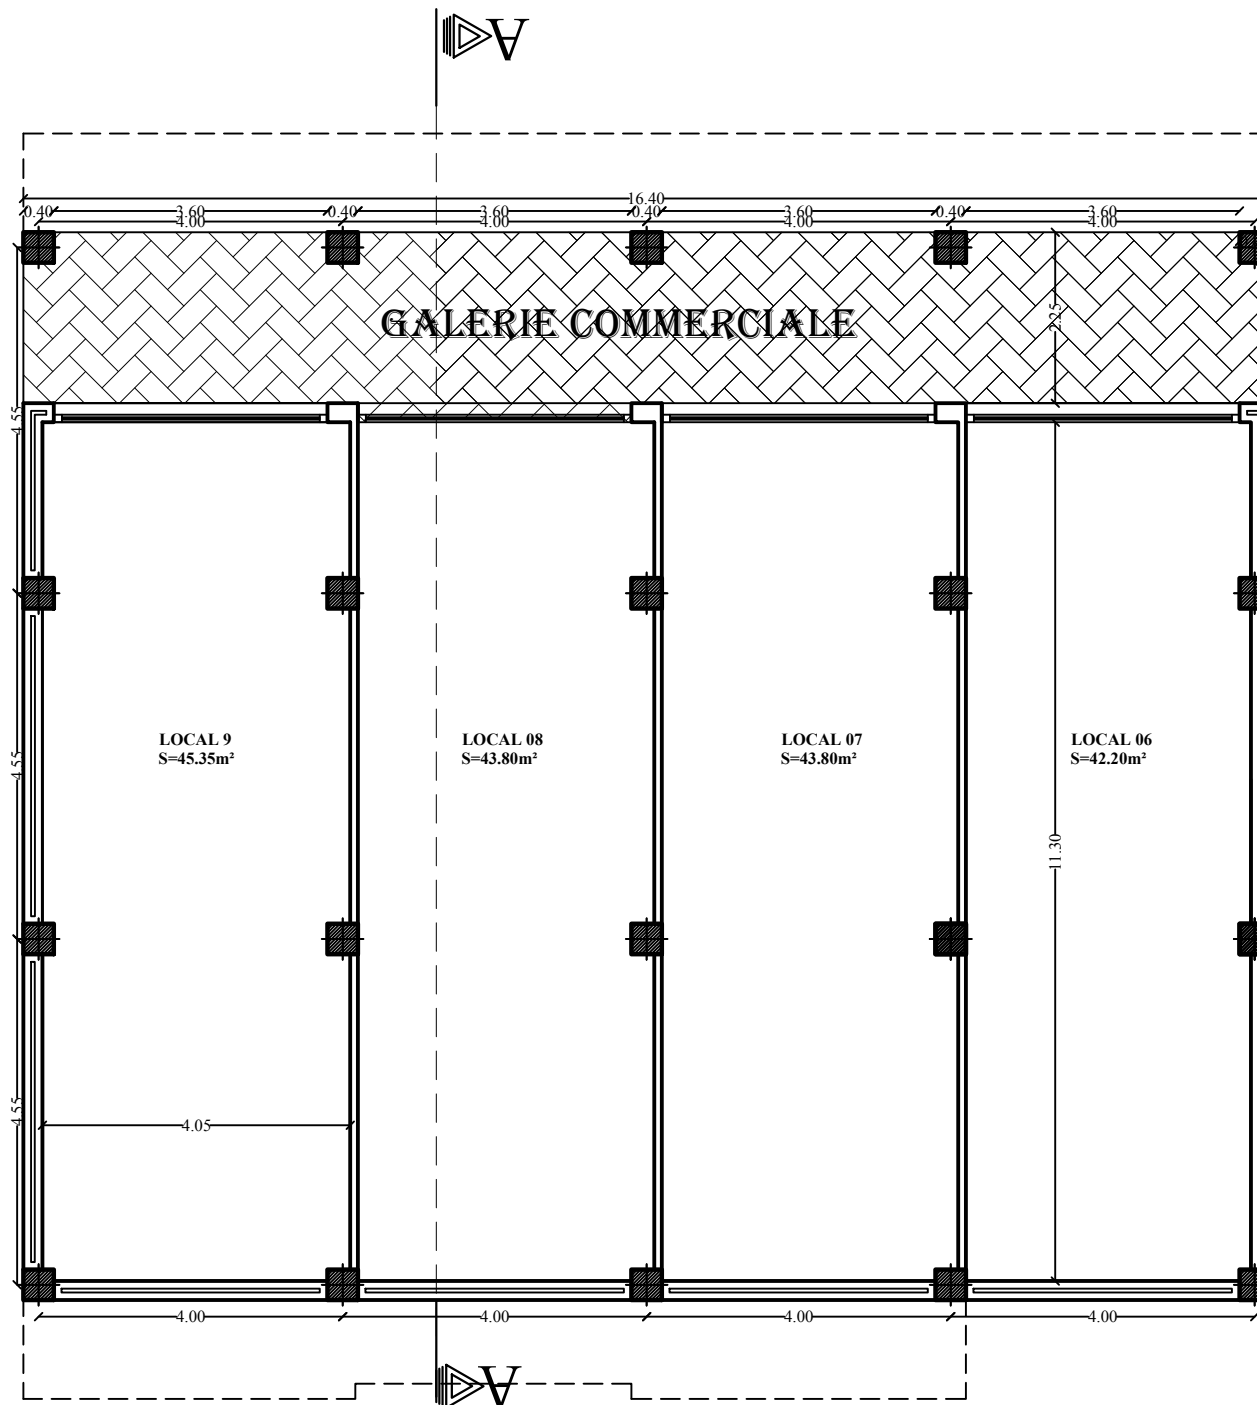 A
16.40
0.40 3.60 0.40 3.60 0.40 3.60 0.40 3.60
4.00 4.00 4.00 4.00
GALERIE COMMERCIALE
2.25
4.55
LOCAL 9
S=45.35m²
LOCAL 08
S=43.80m²
LOCAL 07
S=43.80m²
LOCAL 06
S=42.20m²
4.55
11.30
4.55
4.05
4.00 4.00 4.00 4.00
A